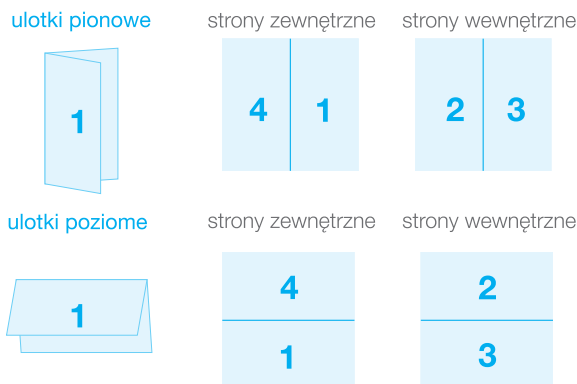 ulotki pionowe
strony zewnętrzne
strony wewnętrzne
1
4 1
2 3
ulotki poziome
strony zewnętrzne
strony wewnętrzne
1
4
1
2
3